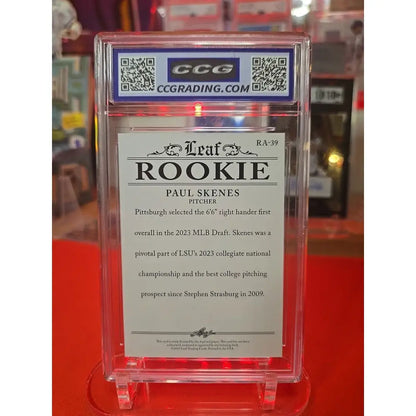 CCG
CCGRADING.COM
Leaf
RA-39
ROOKIE
PAUL SKENES
PITCHER
Pittsburgh selected the 6'6" right hander first
overall in the 2023 MLB Draft. Skenes was a
pivotal part of LSU's 2023 collegiate national
championship and the best college pitching
prospect since Stephen Strasburg in 2009.
Leaf